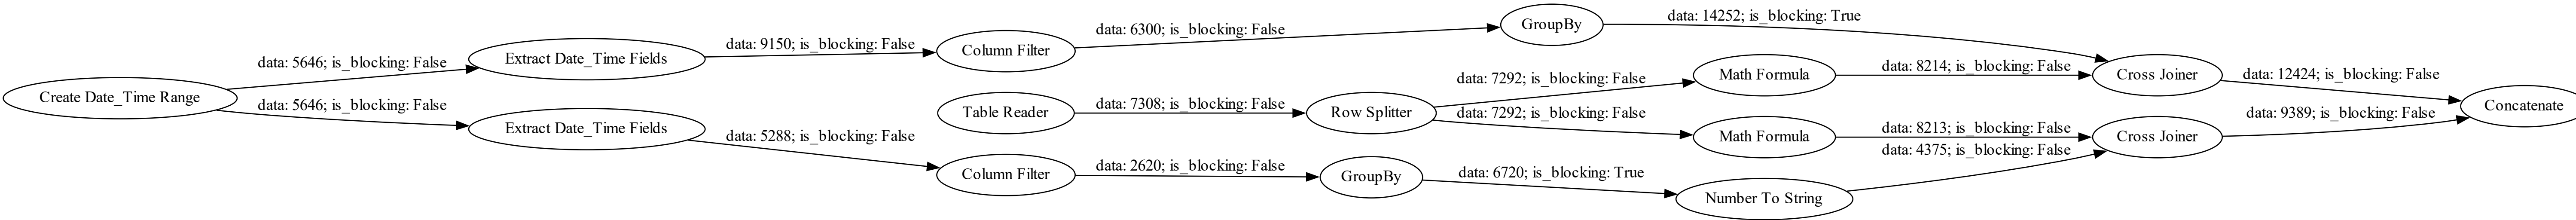 Create Date_Time Range
data: 5646; is_blocking: False
data: 5646; is_blocking: False
Extract Date_Time Fields
Extract Date_Time Fields
data: 9150; is_blocking: False
data: 5288; is_blocking: False
Column Filter
Table Reader
Column Filter
data: 6300; is_blocking: False
data: 7308; is_blocking: False
data: 2620; is_blocking: False
Row Splitter
GroupBy
GroupBy
data: 7292; is_blocking: False
data: 7292; is_blocking: False
data: 6720; is_blocking: True
data: 14252; is_blocking: True
Math Formula
Math Formula
Number To String
data: 8214; is_blocking: False
data: 8213; is_blocking: False
data: 4375; is_blocking: False
Cross Joiner
Cross Joiner
data: 12424; is_blocking: False
data: 9389; is_blocking: False
Concatenate